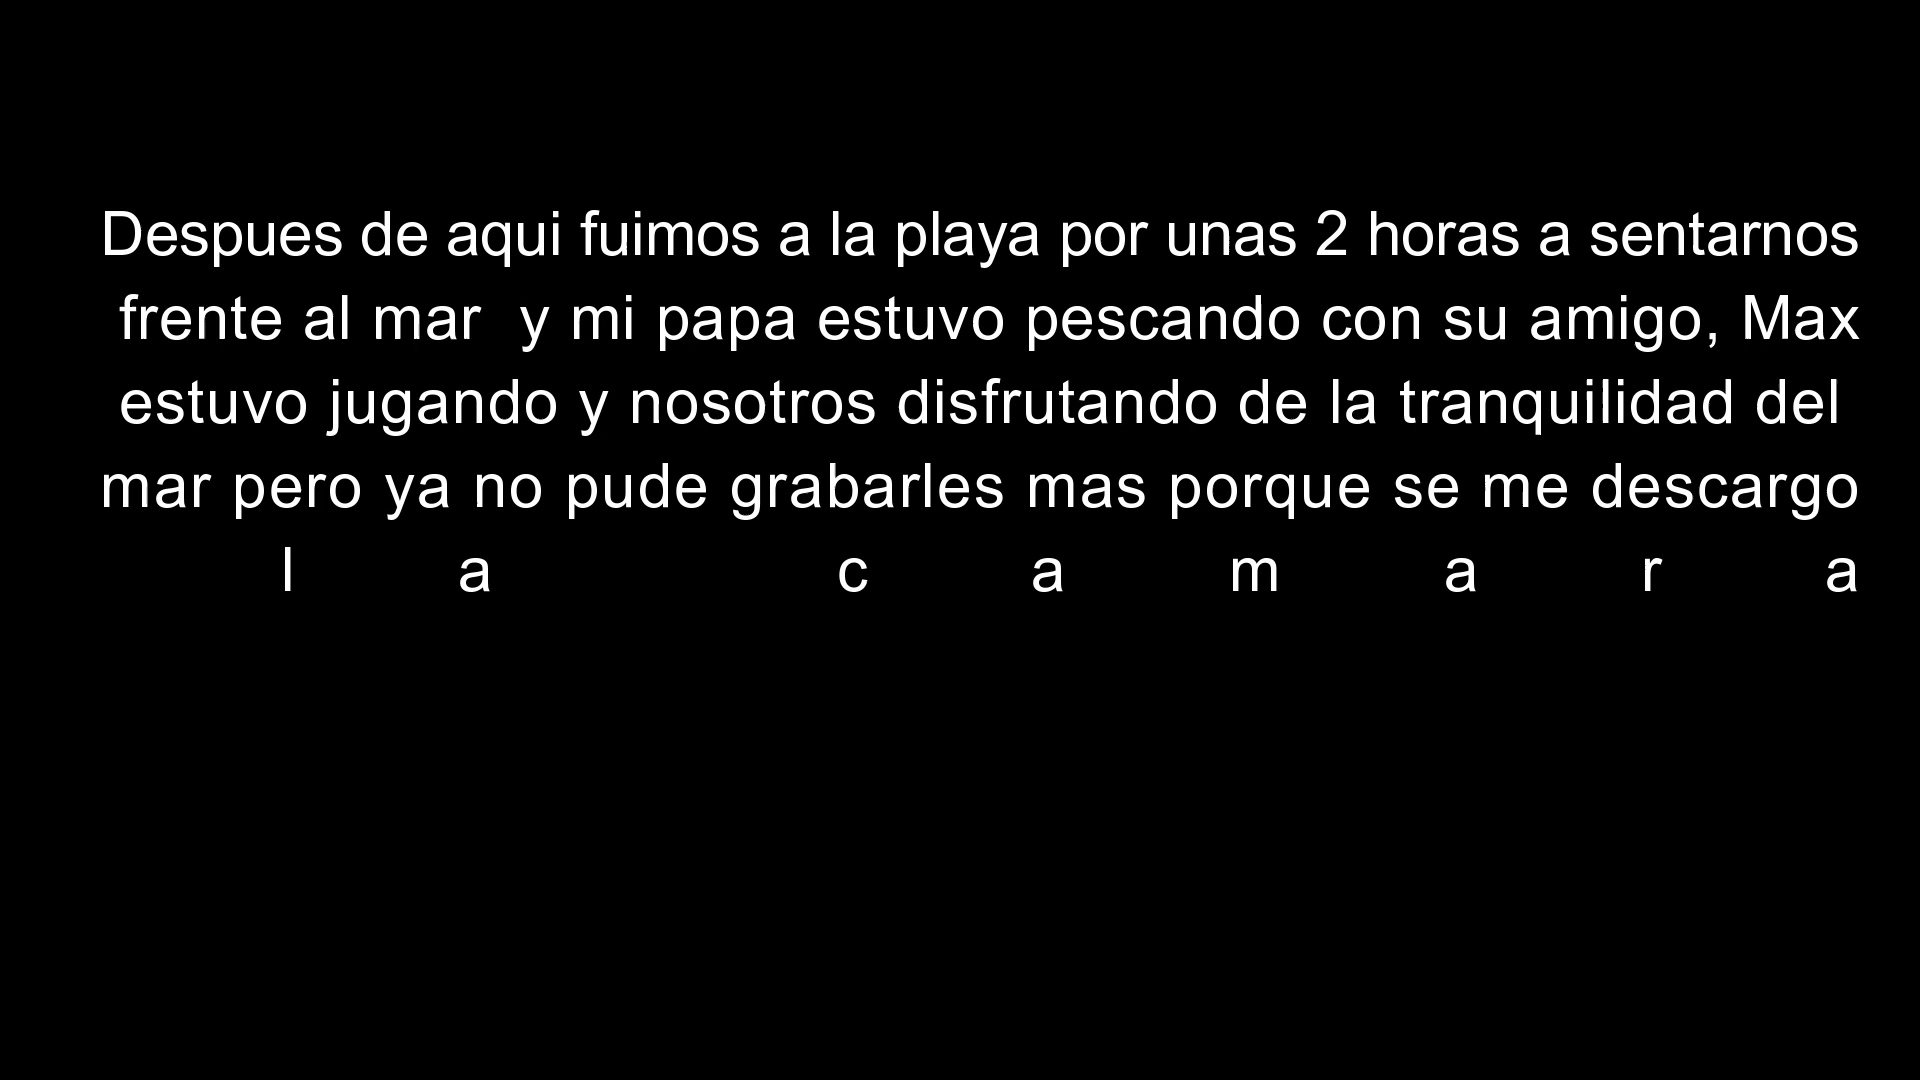 Despues de aqui fuimos a la playa por unas 2 horas a sentarnos
frente al mar  y mi papa estuvo pescando con su amigo, Max
estuvo jugando y nosotros disfrutando de la tranquilidad del
mar pero ya no pude grabarles mas porque se me descargo
la camara